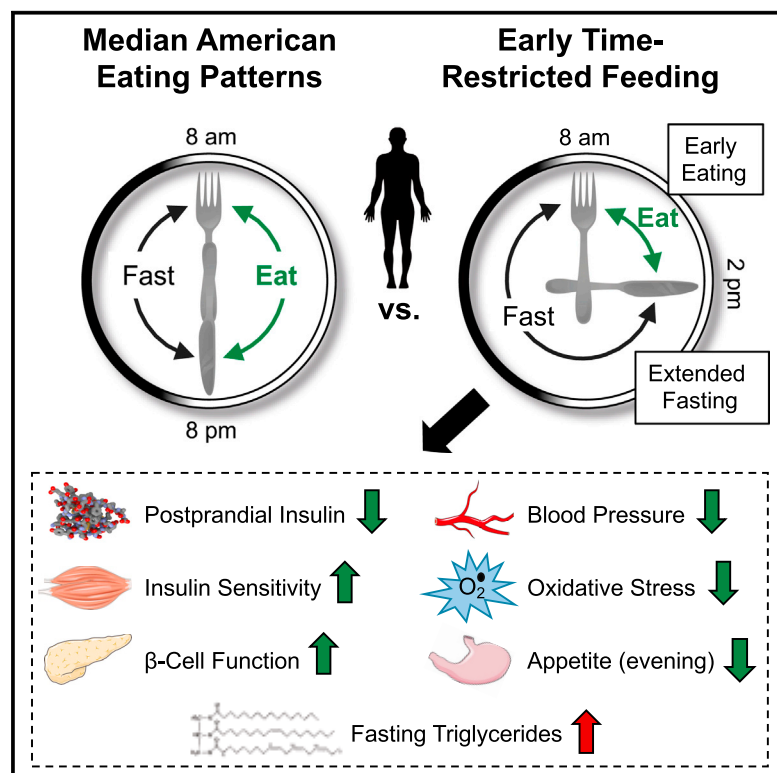 Median American
Eating Patterns
Early Time-
Restricted Feeding
8 am
Fast
Eat
8 pm
vs.
8 am
Early
Eating
Eat
2 pm
Fast
Extended
Fasting
Postprandial Insulin
Blood Pressure
Insulin Sensitivity
O2•
Oxidative Stress
β-Cell Function
Appetite (evening)
Fasting Triglycerides